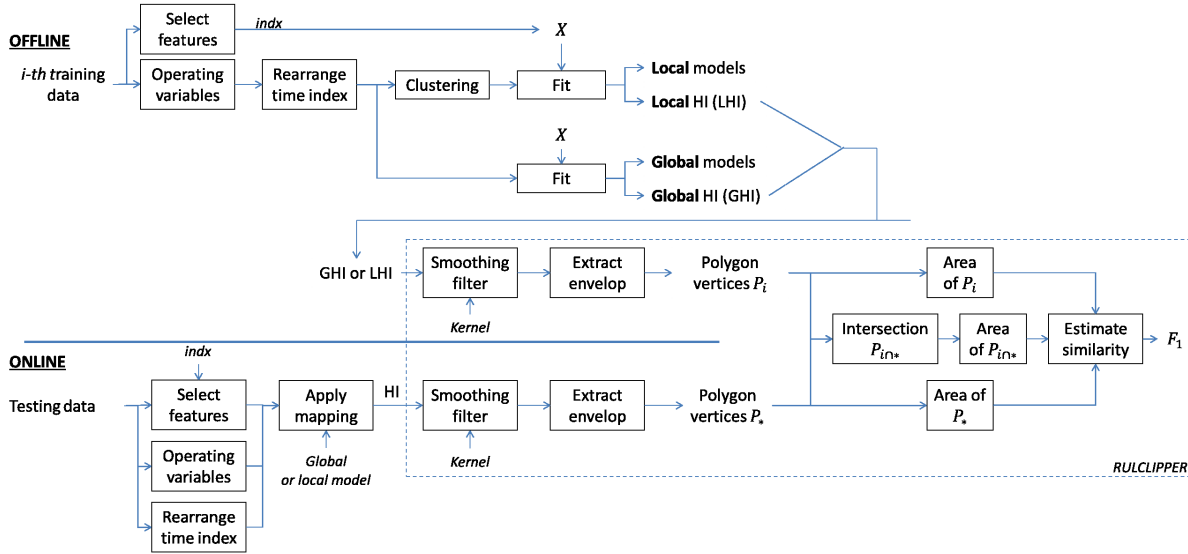 OFFLINE
i-th training
data
Select
features
indx
X
Operating
variables
Rearrange
time index
Clustering
Fit
Local models
Local HI (LHI)
X
Fit
Global models
Global HI (GHI)
GHI or LHI
Smoothing
filter
Kernel
Extract
envelop
Polygon
vertices P_i
Area
of P_i
Intersection
P_{i∩*}
Area
of P_{i∩*}
Estimate
similarity
F_1
ONLINE
Testing data
indx
Select
features
Operating
variables
Rearrange
time index
Apply
mapping
Global
or local model
HI
Smoothing
filter
Kernel
Extract
envelop
Polygon
vertices P_*
Area of
P_*
RULCLIPPER